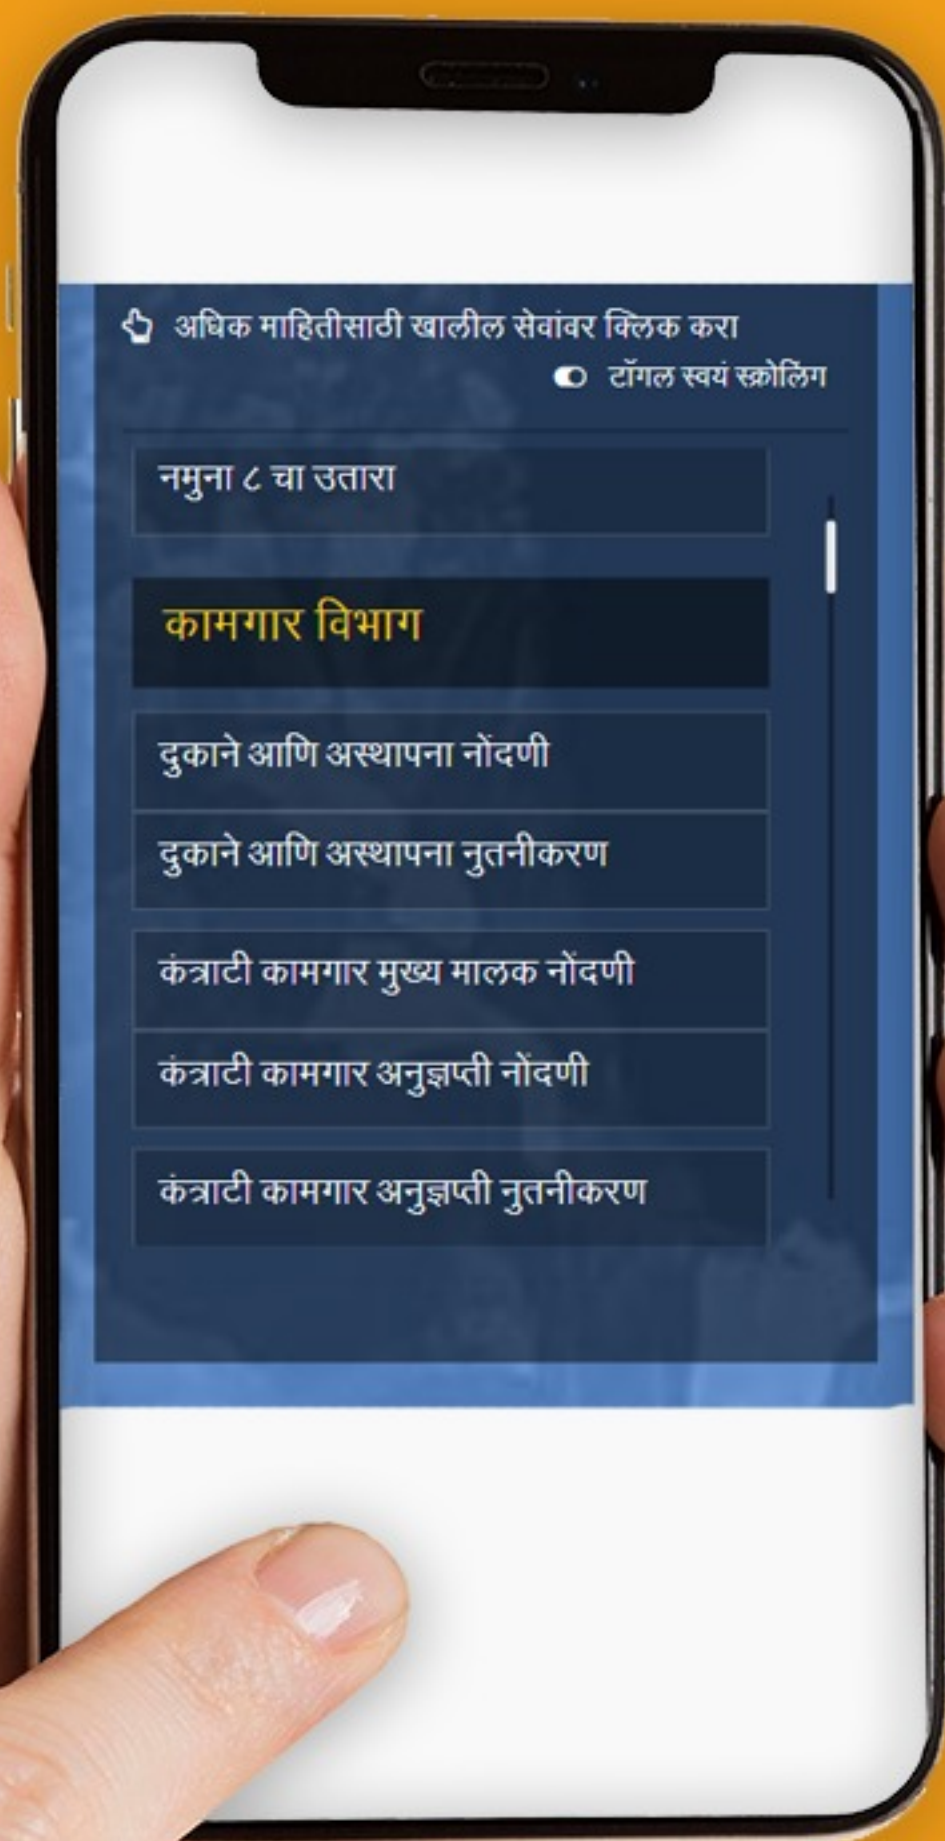 अधिक माहितीसाठी खालील सेवांवर क्लिक करा
टॉगल स्वयं स्क्रोलिंग
नमुना ८ चा उतारा
कामगार विभाग
दुकाने आणि अस्थापना नोंदणी
दुकाने आणि अस्थापना नुतनीकरण
कंत्राटी कामगार मुख्य मालक नोंदणी
कंत्राटी कामगार अनुज्ञप्ती नोंदणी
कंत्राटी कामगार अनुज्ञप्ती नुतनीकरण